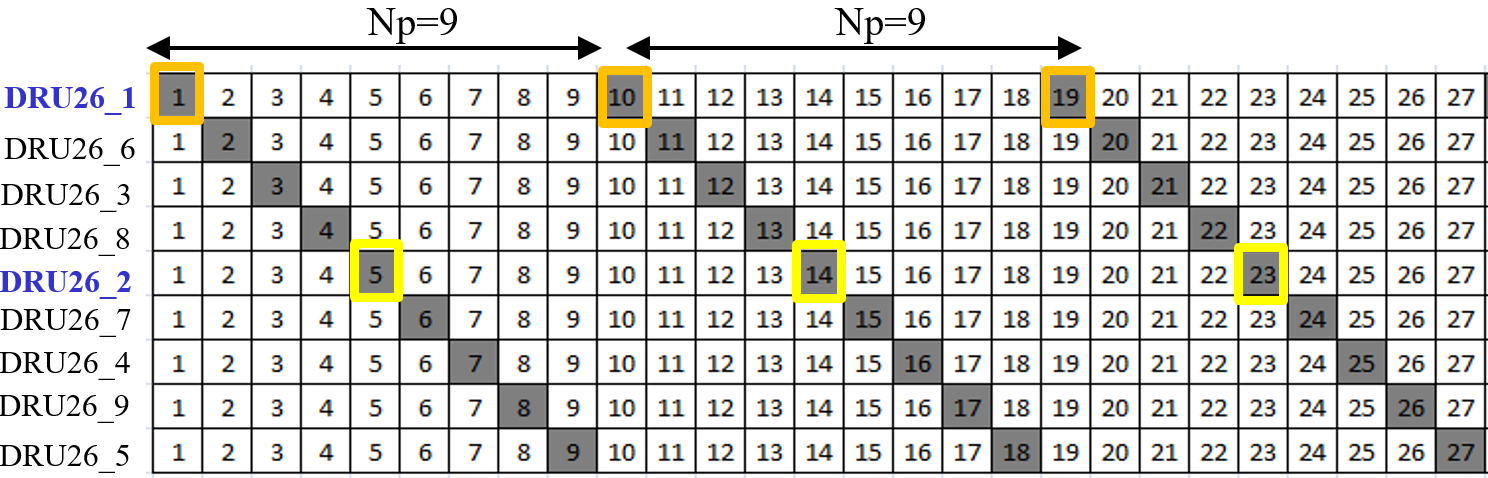 Np=9 Np=9
DRU26_1 1 2 3 4 5 6 7 8 9 10 11 12 13 14 15 16 17 18 19 20 21 22 23 24 25 26 27
DRU26_6 1 2 3 4 5 6 7 8 9 10 11 12 13 14 15 16 17 18 19 20 21 22 23 24 25 26 27
DRU26_3 1 2 3 4 5 6 7 8 9 10 11 12 13 14 15 16 17 18 19 20 21 22 23 24 25 26 27
DRU26_8 1 2 3 4 5 6 7 8 9 10 11 12 13 14 15 16 17 18 19 20 21 22 23 24 25 26 27
DRU26_2 1 2 3 4 5 6 7 8 9 10 11 12 13 14 15 16 17 18 19 20 21 22 23 24 25 26 27
DRU26_7 1 2 3 4 5 6 7 8 9 10 11 12 13 14 15 16 17 18 19 20 21 22 23 24 25 26 27
DRU26_4 1 2 3 4 5 6 7 8 9 10 11 12 13 14 15 16 17 18 19 20 21 22 23 24 25 26 27
DRU26_9 1 2 3 4 5 6 7 8 9 10 11 12 13 14 15 16 17 18 19 20 21 22 23 24 25 26 27
DRU26_5 1 2 3 4 5 6 7 8 9 10 11 12 13 14 15 16 17 18 19 20 21 22 23 24 25 26 27